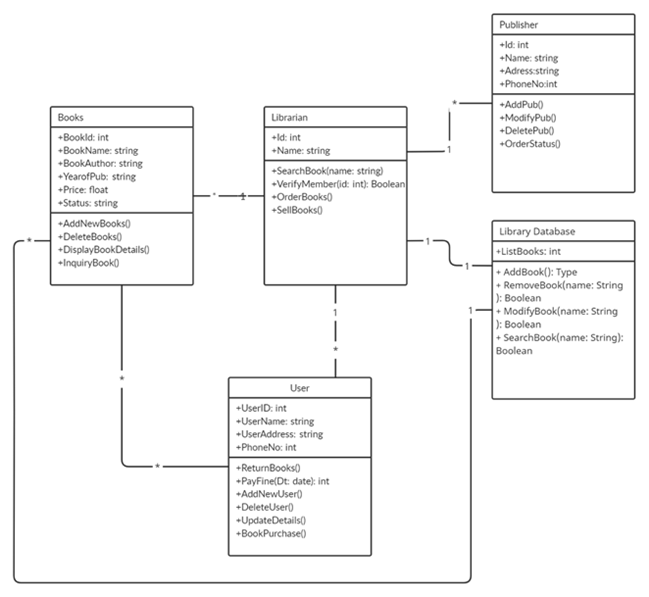 Publisher
+Id: int
+Name: string
+Adress:string
+PhoneNo:int
+AddPub()
+ModifyPub()
+DeletePub()
+OrderStatus()
Books
+BookId: int
+BookName: string
+BookAuthor: string
+YearofPub: string
+Price: float
+Status: string
+AddNewBooks()
+DeleteBooks()
+DisplayBookDetails()
+InquiryBook()
Librarian
+Id: int
+Name: string
+SearchBook(name: string)
+VerifyMember(id: int): Boolean
+OrderBooks()
+SellBooks()
*
1
*
1
Library Database
+ListBooks: int
+ AddBook(): Type
+ RemoveBook(name: String
): Boolean
+ ModifyBook(name: String
): Boolean
+ SearchBook(name: String):
Boolean
*
1
1
1
1
*
*
*
User
+UserID: int
+UserName: string
+UserAddress: string
+PhoneNo: int
+ReturnBooks()
+PayFine(Dt: date): int
+AddNewUser()
+DeleteUser()
+UpdateDetails()
+BookPurchase()